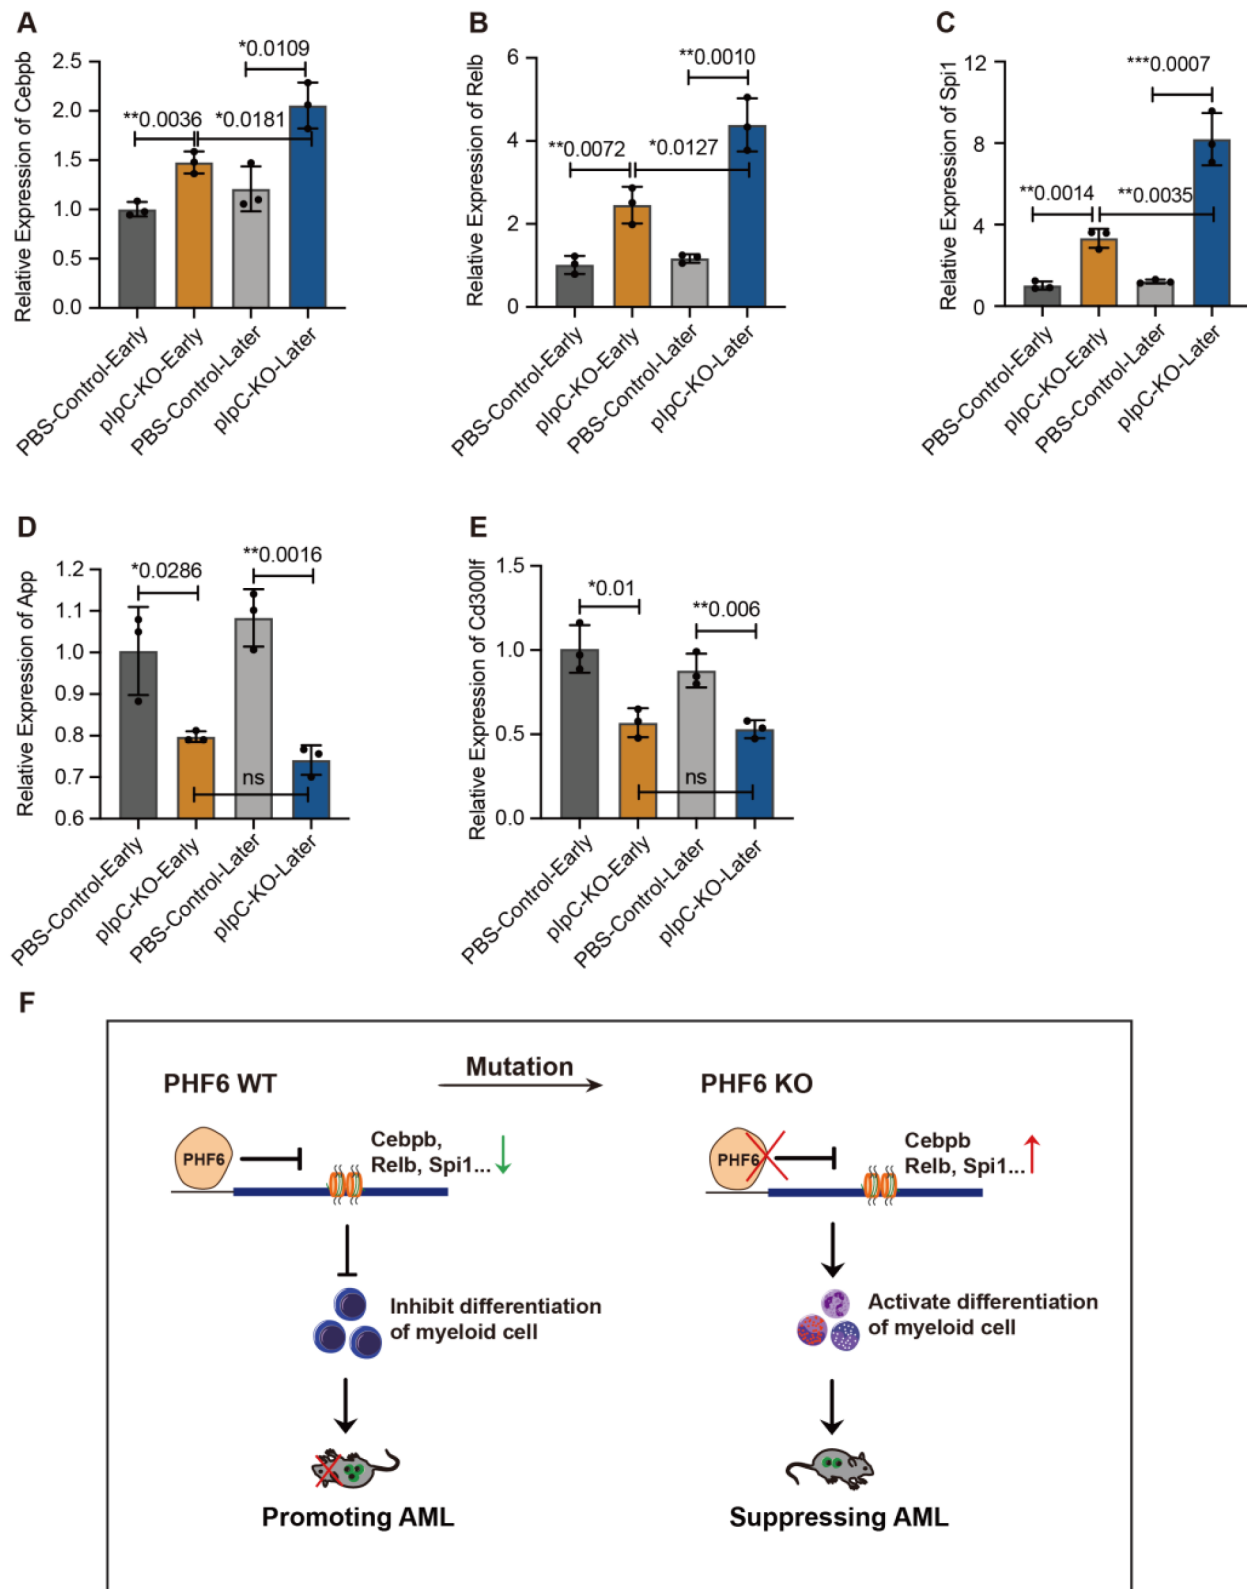 A
Relative Expression of Cebpb
2.5
2.0
1.5
1.0
0.5
0.0
*0.0109
**0.0036
*0.0181
PBS-Control-Early
pIpC-KO-Early
PBS-Control-Later
pIpC-KO-Later
B
Relative Expression of Relb
6
4
2
0
**0.0010
**0.0072
*0.0127
PBS-Control-Early
pIpC-KO-Early
PBS-Control-Later
pIpC-KO-Later
C
Relative Expression of Spi1
12
8
4
0
***0.0007
**0.0014
**0.0035
PBS-Control-Early
pIpC-KO-Early
PBS-Control-Later
pIpC-KO-Later
D
Relative Expression of App
1.2
1.1
1.0
0.9
0.8
0.7
0.6
*0.0286
**0.0016
ns
PBS-Control-Early
pIpC-KO-Early
PBS-Control-Later
pIpC-KO-Later
E
Relative Expression of Cd300lf
1.5
1.0
0.5
0.0
*0.01
**0.006
ns
PBS-Control-Early
pIpC-KO-Early
PBS-Control-Later
pIpC-KO-Later
F
PHF6 WT
Mutation
PHF6 KO
PHF6
Cebpb,
Relb, Spi1...
PHF6
Cebpb
Relb, Spi1...
Inhibit differentiation
of myeloid cell
Activate differentiation
of myeloid cell
Promoting AML
Suppressing AML